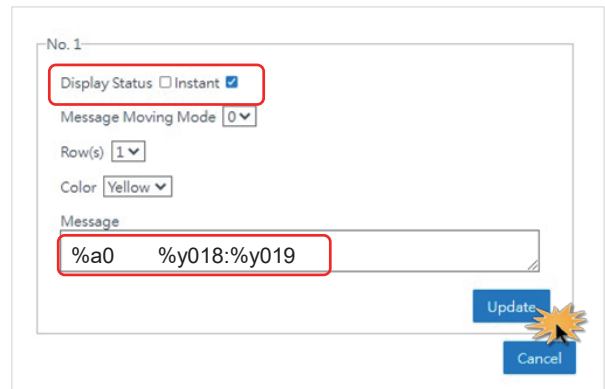 No. 1
Display Status Instant
Message Moving Mode 0
Row(s) 1
Color Yellow
Message
%a0 %y018:%y019
Update
Cancel